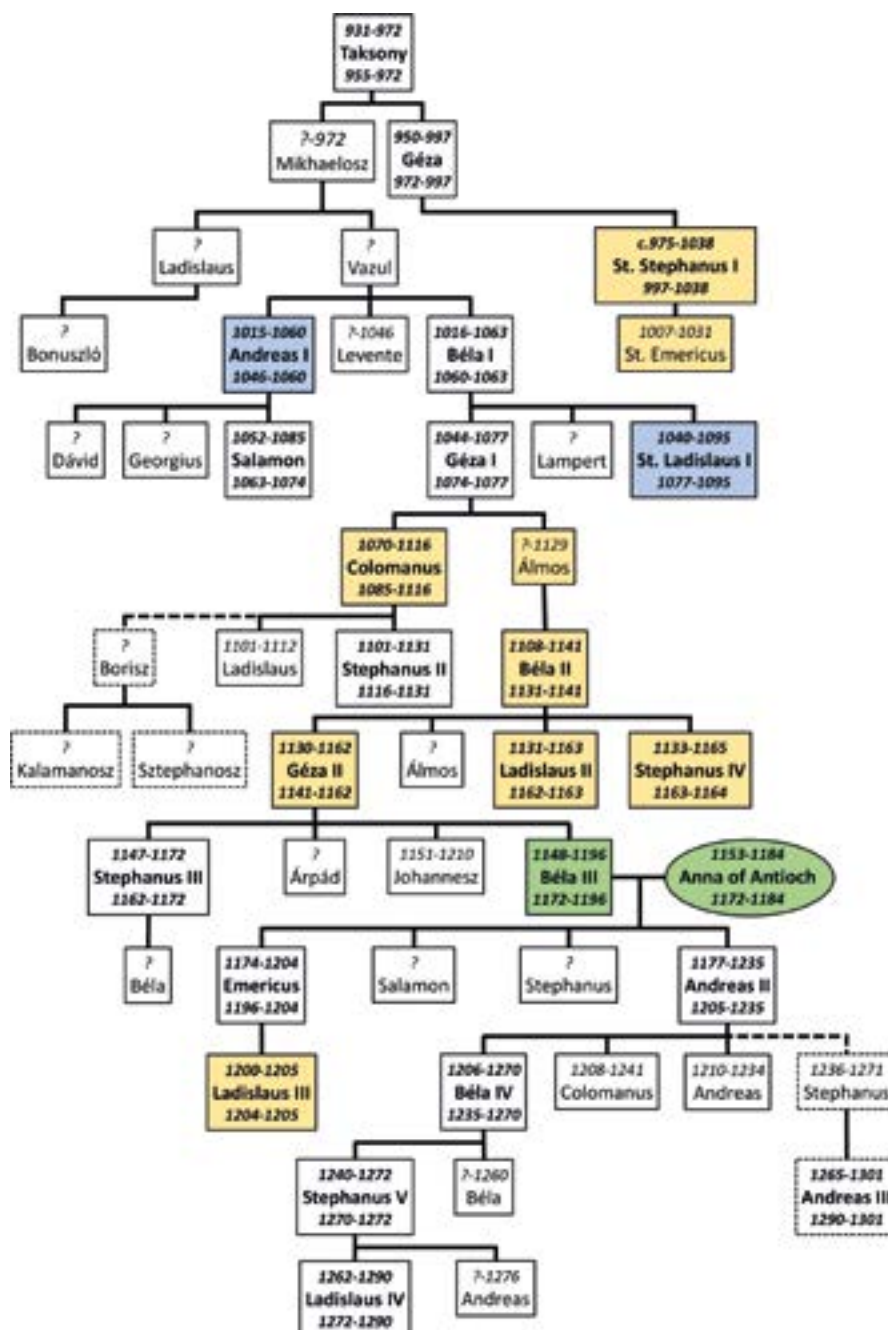 931-972
Taksony
955-972
?-972
Mikhaelosz
950-997
Géza
972-997
?
Ladislaus
?
Vazul
c.975-1038
St. Stephanus I
997-1038
?
Bonuszló
1015-1060
Andreas I
1046-1060
?-1046
Levente
1016-1063
Béla I
1060-1063
1007-1031
St. Emericus
?
Dávid
?
Georgius
1052-1085
Salamon
1063-1074
1044-1077
Géza I
1074-1077
?
Lampert
1040-1095
St. Ladislaus I
1077-1095
1070-1116
Colomanus
1085-1116
?-1129
Álmos
?
Borisz
1101-1112
Ladislaus
1101-1131
Stephanus II
1116-1131
1108-1141
Béla II
1131-1141
?
Kalamanosz
?
Sztephanosz
1130-1162
Géza II
1141-1162
?
Álmos
1131-1163
Ladislaus II
1162-1163
1133-1165
Stephanus IV
1163-1164
1147-1172
Stephanus III
1162-1172
?
Árpád
1151-1210
Johannesz
1148-1196
Béla III
1172-1196
1153-1184
Anna of Antioch
1172-1184
?
Béla
1174-1204
Emericus
1196-1204
?
Salamon
?
Stephanus
1177-1235
Andreas II
1205-1235
1200-1205
Ladislaus III
1204-1205
1206-1270
Béla IV
1235-1270
1208-1241
Colomanus
1210-1234
Andreas
1236-1271
Stephanus
1240-1272
Stephanus V
1270-1272
?-1260
Béla
1265-1301
Andreas III
1290-1301
1262-1290
Ladislaus IV
1272-1290
?-1276
Andreas